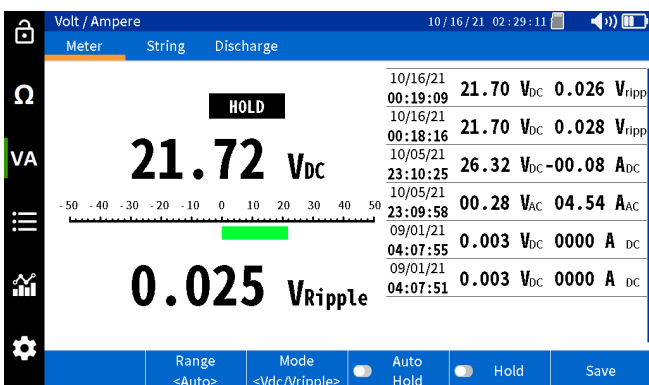 Volt / Ampere 10/16/21 02:29:11
Meter String Discharge
Ω
VA
HOLD
21.72 VDC
-50 -40 -30 -20 -10 0 10 20 30 40 50
0.025 VRipple
10/16/21
00:19:09 21.70 VDC 0.026 Vripp
10/16/21
00:18:16 21.70 VDC 0.028 Vripp
10/05/21
23:10:25 26.32 VDC -00.08 ADC
10/05/21
23:09:58 00.28 VAC 04.54 AAC
09/01/21
04:07:55 0.003 VDC 0000 A DC
09/01/21
04:07:51 0.003 VDC 0000 A DC
Range
<Auto>
Mode
<Vdc/Vripple>
Auto
Hold
Hold
Save